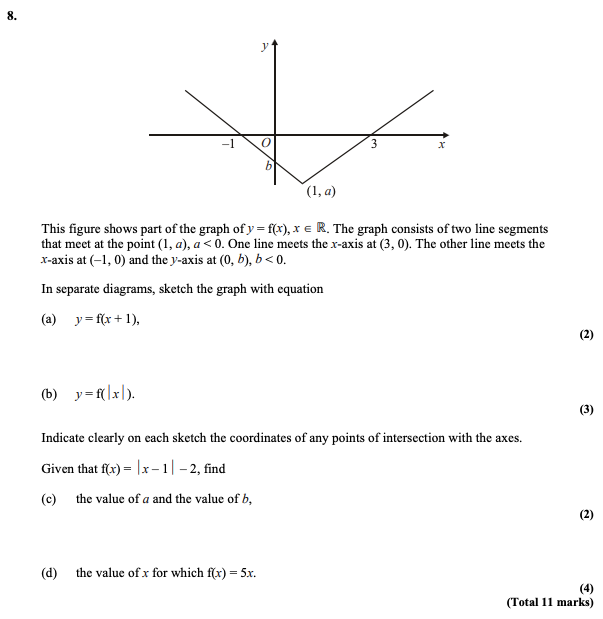 8.
y
−1
O
3
x
b
(1, a)
This figure shows part of the graph of y = f(x), x ∈ ℝ. The graph consists of two line segments
that meet at the point (1, a), a < 0. One line meets the x-axis at (3, 0). The other line meets the
x-axis at (−1, 0) and the y-axis at (0, b), b < 0.
In separate diagrams, sketch the graph with equation
(a) y = f(x + 1),
(2)
(b) y = f(|x|).
(3)
Indicate clearly on each sketch the coordinates of any points of intersection with the axes.
Given that f(x) = |x − 1| − 2, find
(c) the value of a and the value of b,
(2)
(d) the value of x for which f(x) = 5x.
(4)
(Total 11 marks)